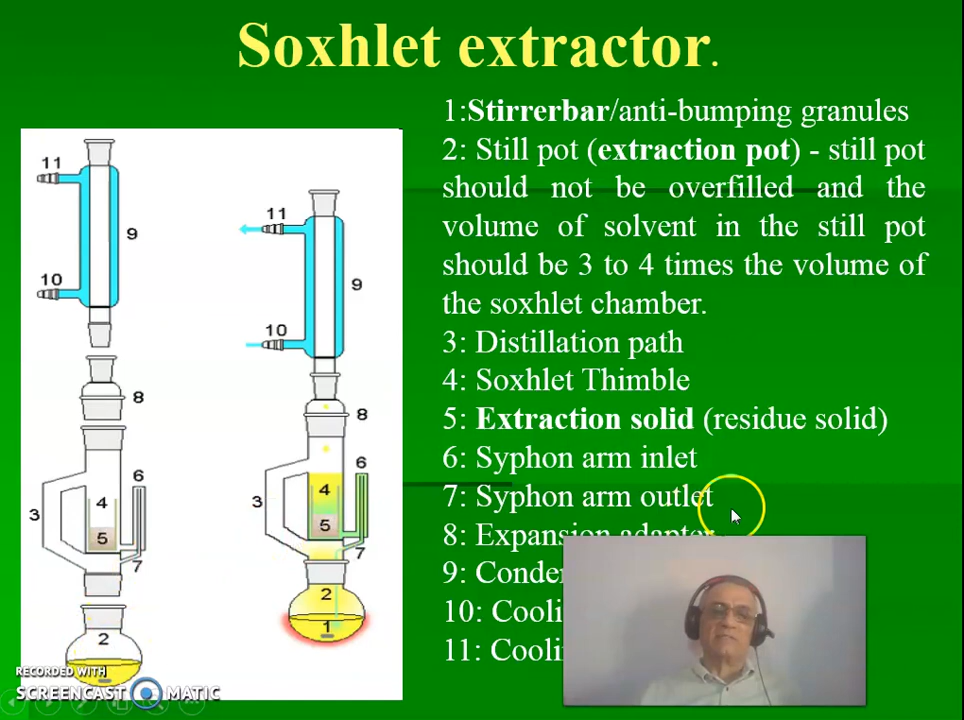 Soxhlet extractor.
1:Stirrerbar/anti-bumping granules
2: Still pot (extraction pot) - still pot
should not be overfilled and the
volume of solvent in the still pot
should be 3 to 4 times the volume of
the soxhlet chamber.
3: Distillation path
4: Soxhlet Thimble
5: Extraction solid (residue solid)
6: Syphon arm inlet
7: Syphon arm outlet
8: Expansion adapter
9:
10:
11:
11
9
10
8
6
4
3
5
7
2
11
9
10
8
6
4
3
5
7
2
1
RECORDED WITH
SCREENCAST MATIC